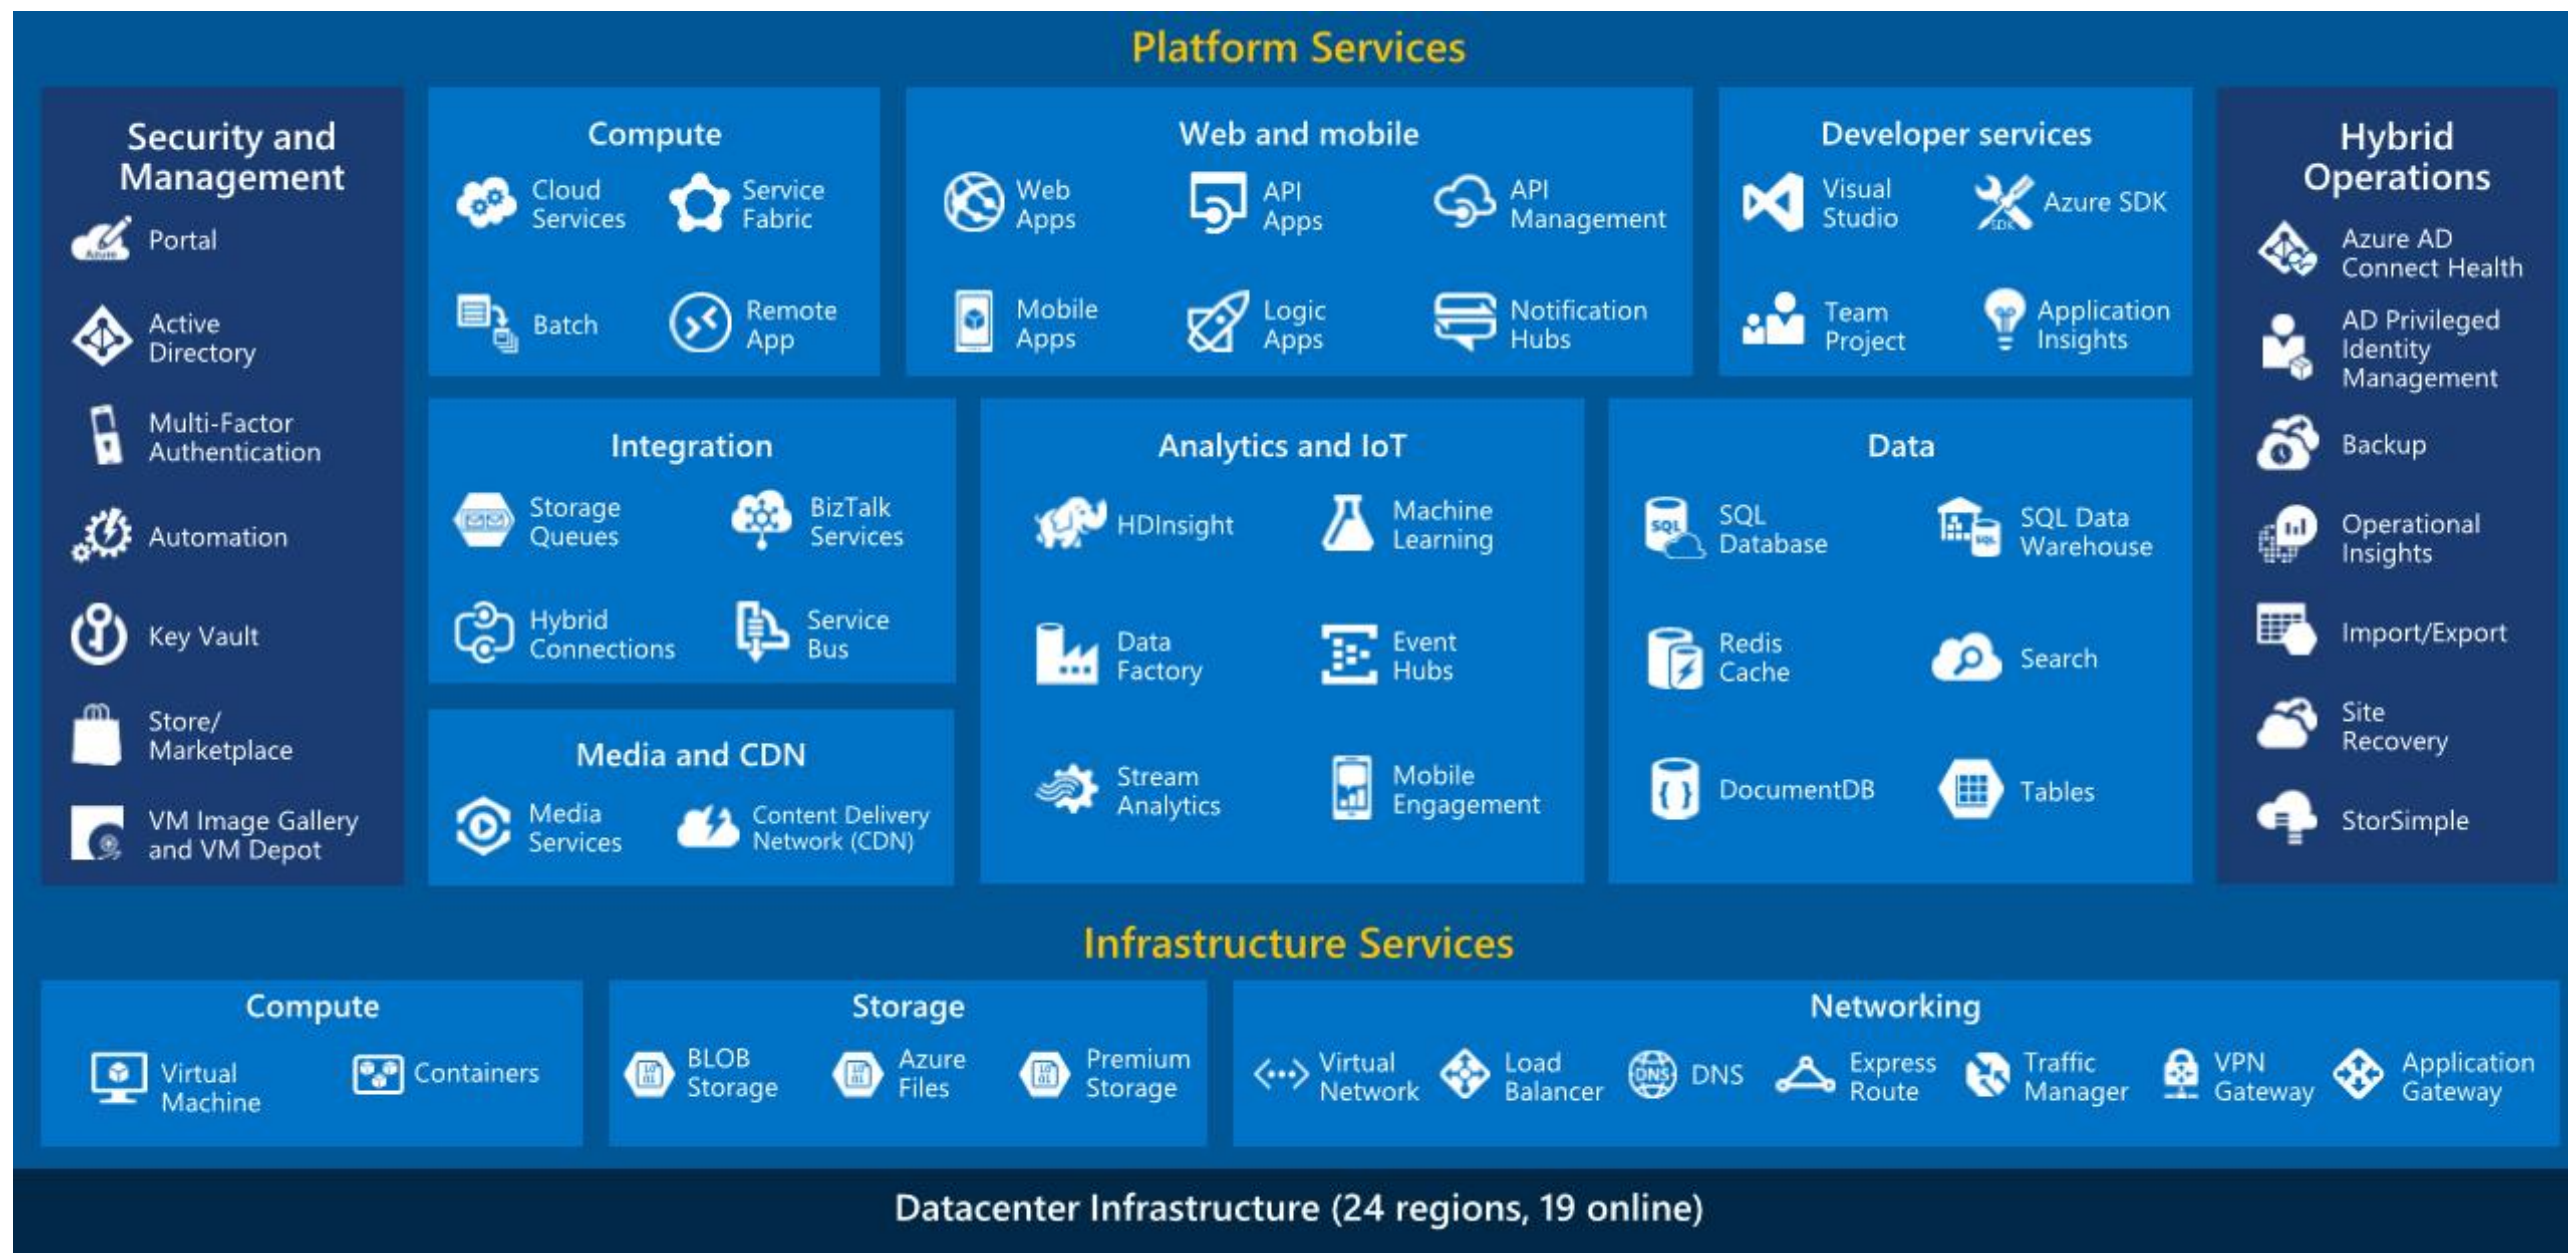 Platform Services
Security and
Management
Portal
Active
Directory
Multi-Factor
Authentication
Automation
Key Vault
Store/
Marketplace
VM Image Gallery
and VM Depot
Compute
Cloud
Services
Service
Fabric
Batch
Remote
App
Web and mobile
Web
Apps
API
Apps
API
Management
Mobile
Apps
Logic
Apps
Notification
Hubs
Developer services
Visual
Studio
SDK
Azure SDK
Team
Project
Application
Insights
Integration
Storage
Queues
BizTalk
Services
Hybrid
Connections
Service
Bus
Media and CDN
Media
Services
Content Delivery
Network (CDN)
Analytics and IoT
HDInsight
Machine
Learning
Data
Factory
Event
Hubs
Stream
Analytics
Mobile
Engagement
Data
SQL
SQL
Database
SQL
SQL Data
Warehouse
Redis
Cache
Search
DocumentDB
Tables
Hybrid
Operations
Azure AD
Connect Health
AD Privileged
Identity
Management
Backup
Operational
Insights
Import/Export
Site
Recovery
StorSimple
Infrastructure Services
Compute
Virtual
Machine
Containers
Storage
BLOB
Storage
Azure
Files
Premium
Storage
Networking
Virtual
Network
Load
Balancer
DNS
DNS
Express
Route
Traffic
Manager
VPN
Gateway
Application
Gateway
Datacenter Infrastructure (24 regions, 19 online)